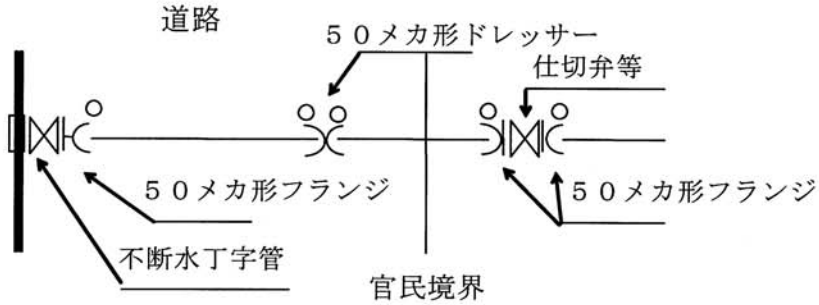 道路
５０メカ形ドレッサー
仕切弁等
５０メカ形フランジ
５０メカ形フランジ
不断水丁字管
官民境界